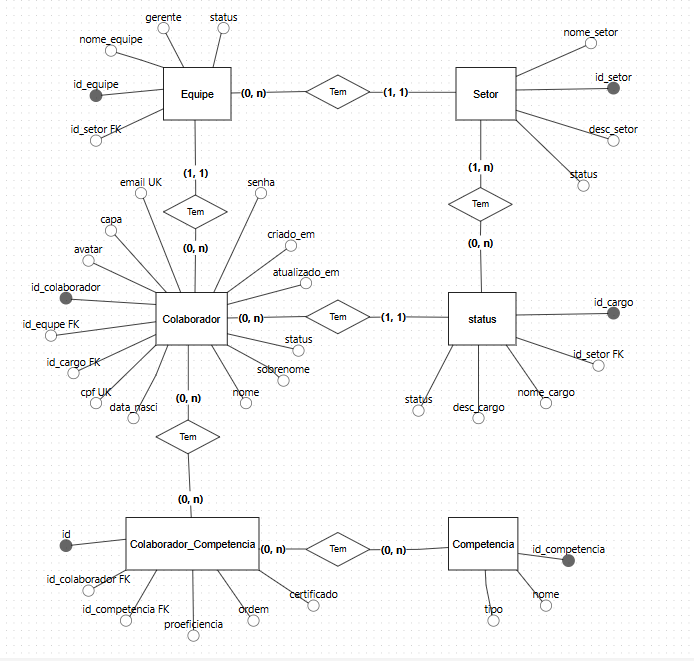 gerente
status
nome_equipe
id_equipe
id_setor FK
Equipe
(0, n)
Tem
(1, 1)
Setor
nome_setor
id_setor
desc_setor
status
(1, 1)
Tem
(0, n)
(1, n)
Tem
(0, n)
email UK
senha
capa
avatar
criado_em
atualizado_em
id_colaborador
id_equpe FK
id_cargo FK
cpf UK
data_nasci
nome
sobrenome
status
Colaborador
(0, n)
Tem
(1, 1)
status
id_cargo
id_setor FK
nome_cargo
desc_cargo
status
(0, n)
Tem
(0, n)
id
id_colaborador FK
id_competencia FK
proeficiencia
ordem
certificado
Colaborador_Competencia
(0, n)
Tem
(0, n)
Competencia
id_competencia
nome
tipo